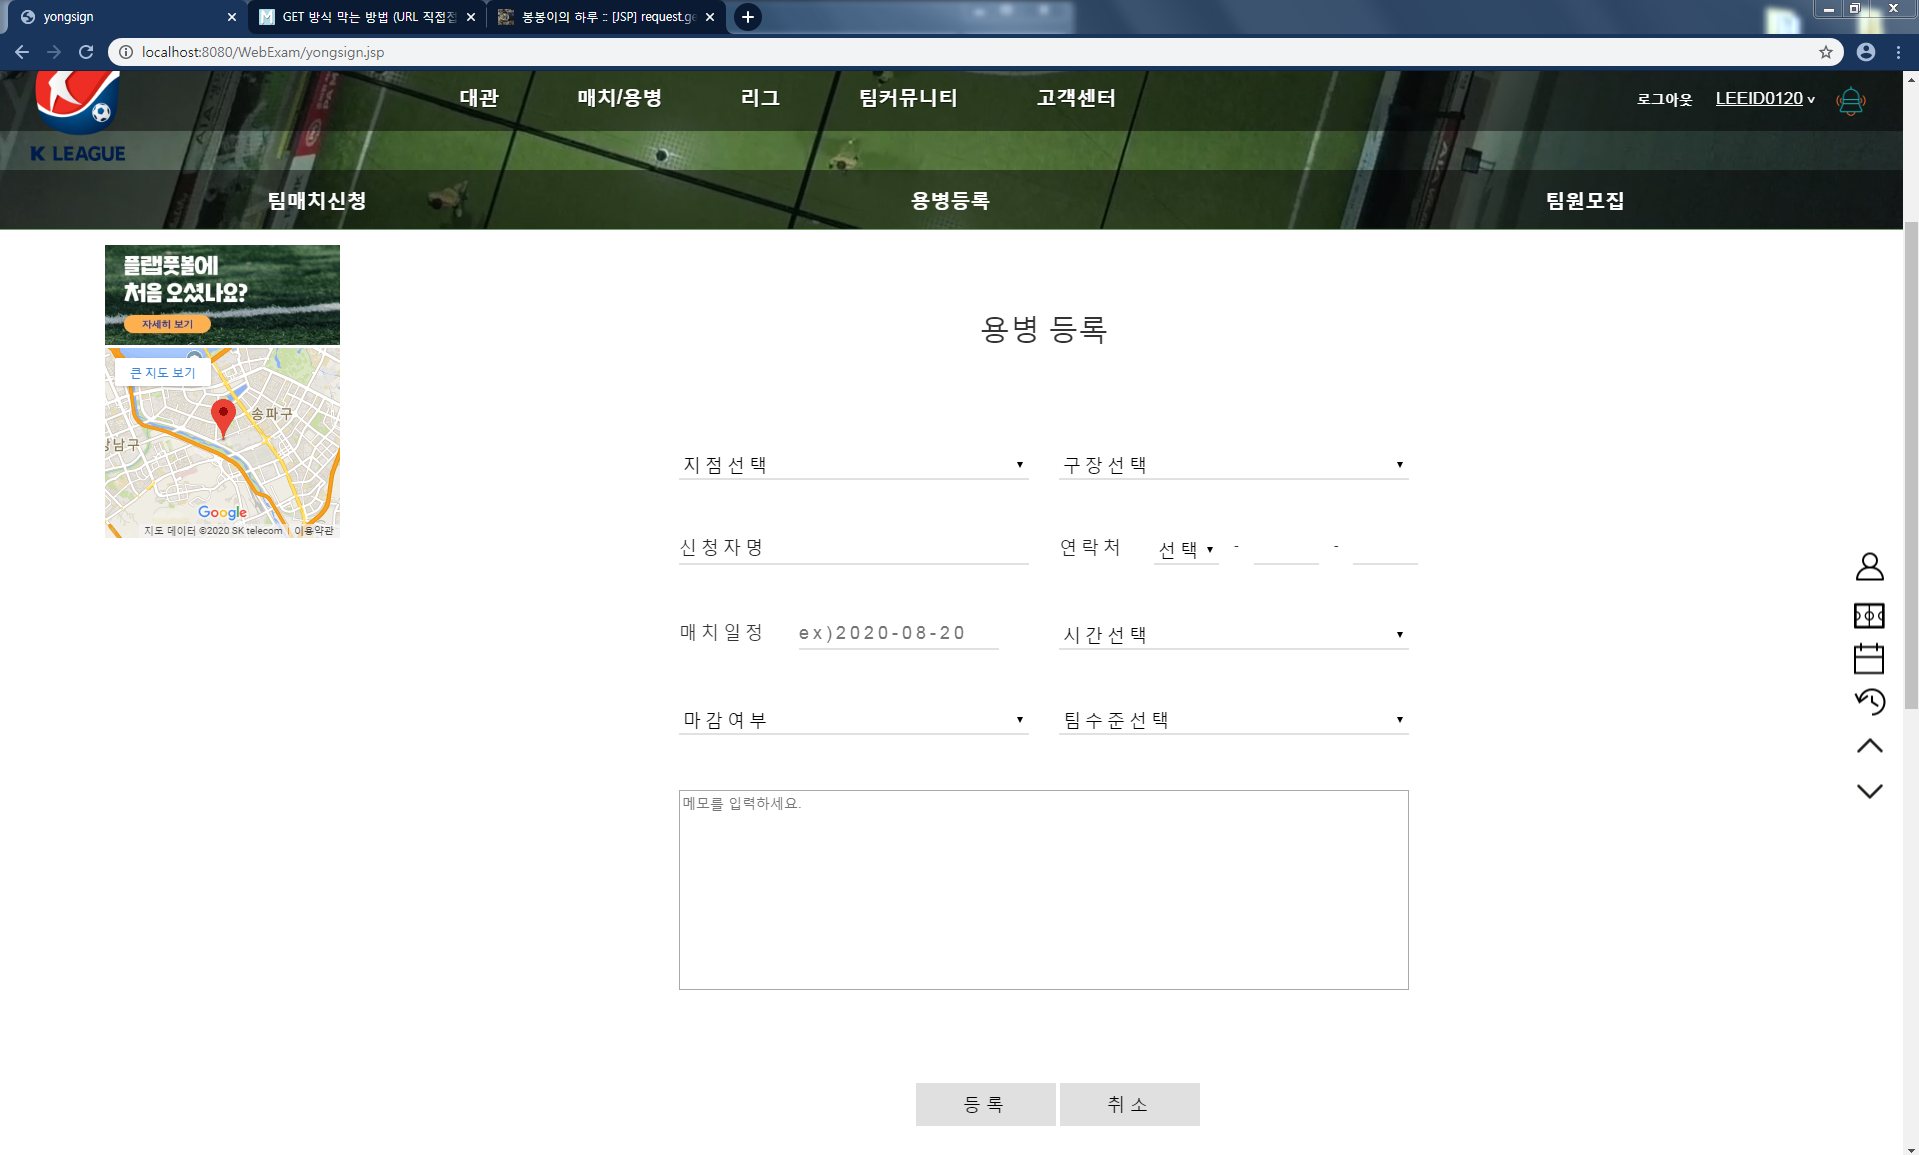 yongsign
GET 방식 막는 방법 (URL 직접접
봉봉이의 하루 :: [JSP] request.ge
localhost:8080/WebExam/yongsign.jsp
대관
매치/용병
리그
팀커뮤니티
고객센터
로그아웃
LEEID0120 v
K LEAGUE
팀매치신청
용병등록
팀원모집
플랩풋볼에
처음 오셨나요?
자세히 보기
큰 지도 보기
송파구
강남구
Google
지도 데이터 ©2020 SK telecom
이용약관
용병 등록
지점선택
구장선택
신청자명
연락처
선택
-
-
매치일정
ex)2020-08-20
시간선택
마감여부
팀수준선택
메모를 입력하세요.
등록
취소